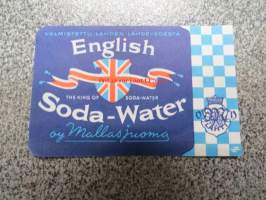 VALMISTETTU LAHDEN LÄHDEVEDESTÄ
English
THE KING OF SODA-WATER
Soda-Water
oy Mallasjuoma